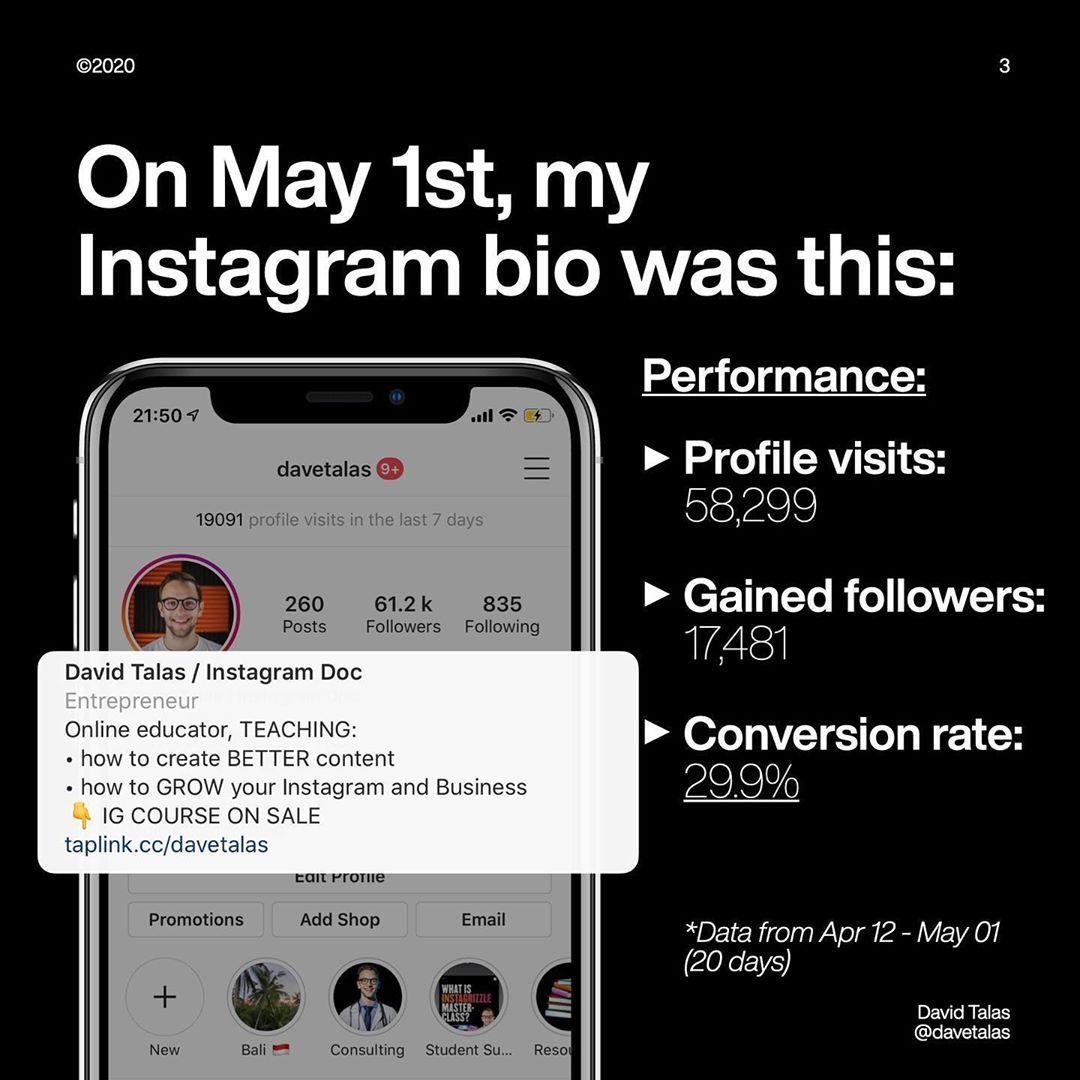 ©2020
3
On May 1st, my
Instagram bio was this:
Performance:
► Profile visits:
58,299
► Gained followers:
17,481
► Conversion rate:
29.9%
*Data from Apr 12 - May 01
(20 days)
David Talas
@davetalas
21:50
davetalas 9+
19091 profile visits in the last 7 days
260 61.2 k 835
Posts Followers Following
David Talas / Instagram Doc
Entrepreneur
Online educator, TEACHING:
• how to create BETTER content
• how to GROW your Instagram and Business
👇 IG COURSE ON SALE
taplink.cc/davetalas
Edit Profile
Promotions Add Shop Email
WHAT IS
INSTAGRIZZLE
MASTER-
CLASS?
New Bali 🇮🇩 Consulting Student Su... Resou